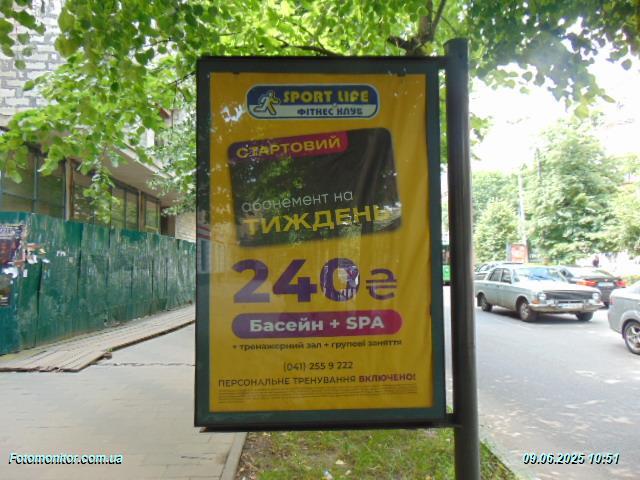 SPORT LIFE
ФІТНЕС КЛУБ
СТАРТОВИЙ
абонемент на
ТИЖДЕНЬ
240₴
Басейн + SPA
+ тренажерний зал + групові заняття
(041) 255 9 222
ПЕРСОНАЛЬНЕ ТРЕНУВАННЯ ВКЛЮЧЕНО!
Fotomonitor.com.ua
09.06.2025 10:51